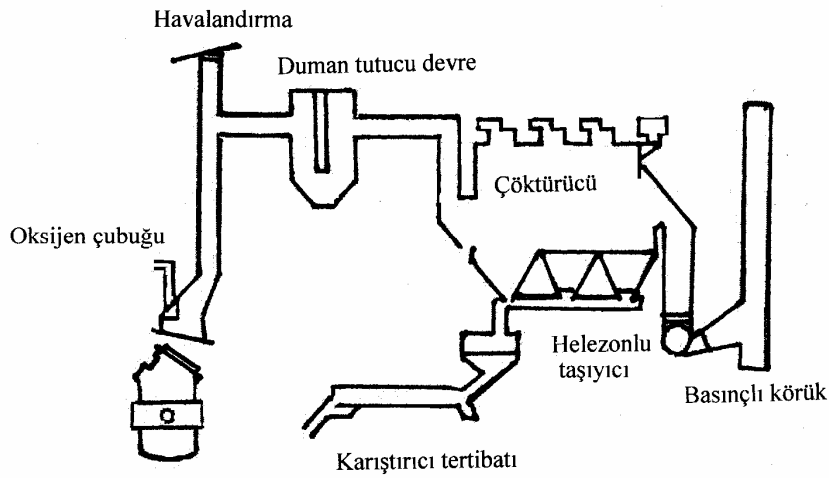 Havalandırma
Duman tutucu devre
Çöktürücü
Oksijen çubuğu
Helezonlu
taşıyıcı
Basınçlı körük
Karıştırıcı tertibatı